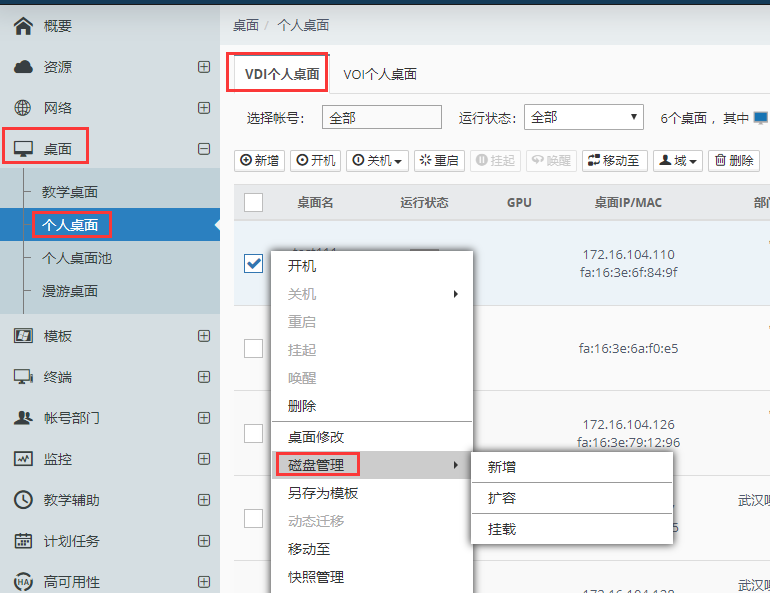 概要
资源
网络
桌面
教学桌面
个人桌面
个人桌面池
漫游桌面
模板
终端
帐号部门
监控
教学辅助
计划任务
高可用性
桌面 / 个人桌面
VDI个人桌面 VOI个人桌面
选择帐号: 全部 运行状态: 全部 6个桌面，其中
新增 开机 关机 重启 挂起 唤醒 移动至 域 删除
桌面名 运行状态 GPU 桌面IP/MAC
172.16.104.110
fa:16:3e:6f:84:9f
fa:16:3e:6a:f0:e5
172.16.104.126
fa:16:3e:79:12:96
武汉
武汉
开机
关机
重启
挂起
唤醒
删除
桌面修改
磁盘管理
另存为模板
动态迁移
移动至
快照管理
新增
扩容
挂载